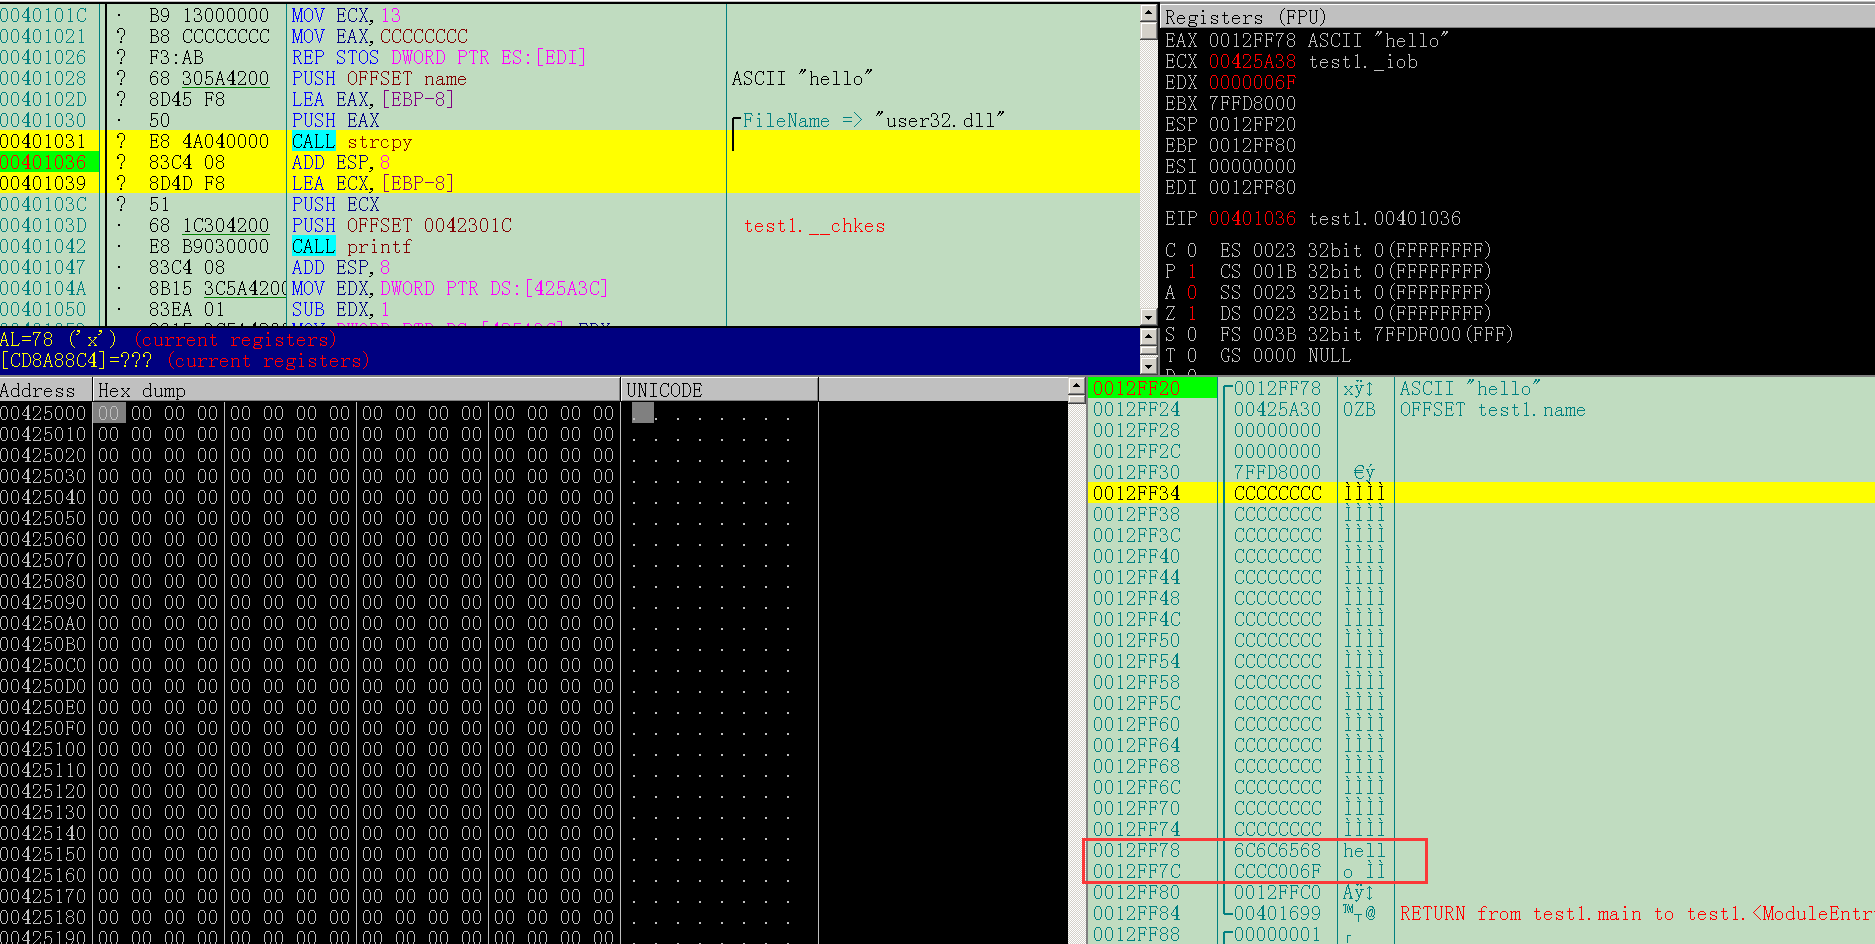 0040101C · B9 13000000 MOV ECX,13
00401021 ? B8 CCCCCCCC MOV EAX,CCCCCCCC
00401026 ? F3:AB REP STOS DWORD PTR ES:[EDI]
00401028 ? 68 305A4200 PUSH OFFSET name ASCII "hello"
0040102D ? 8D45 F8 LEA EAX,[EBP-8]
00401030 · 50 PUSH EAX FileName => "user32.dll"
00401031 ? E8 4A040000 CALL strcpy
00401036 ? 83C4 08 ADD ESP,8
00401039 ? 8D4D F8 LEA ECX,[EBP-8]
0040103C ? 51 PUSH ECX
0040103D · 68 1C304200 PUSH OFFSET 0042301C test1.__chkes
00401042 · E8 B9030000 CALL printf
00401047 · 83C4 08 ADD ESP,8
0040104A · 8B15 3C5A4200 MOV EDX,DWORD PTR DS:[425A3C]
00401050 · 83EA 01 SUB EDX,1
AL=78 ('x') (current registers)
[CD8A88C4]=??? (current registers)
Registers (FPU)
EAX 0012FF78 ASCII "hello"
ECX 00425A38 test1._iob
EDX 0000006F
EBX 7FFD8000
ESP 0012FF20
EBP 0012FF80
ESI 00000000
EDI 0012FF80
EIP 00401036 test1.00401036
C 0 ES 0023 32bit 0(FFFFFFFF)
P 1 CS 001B 32bit 0(FFFFFFFF)
A 0 SS 0023 32bit 0(FFFFFFFF)
Z 1 DS 0023 32bit 0(FFFFFFFF)
S 0 FS 003B 32bit 7FFDF000(FFF)
T 0 GS 0000 NULL
Address Hex dump UNICODE
00425000 00 00 00 00 00 00 00 00 00 00 00 00 00 00 00 00 . . . . . . . .
00425010 00 00 00 00 00 00 00 00 00 00 00 00 00 00 00 00 . . . . . . . .
00425020 00 00 00 00 00 00 00 00 00 00 00 00 00 00 00 00 . . . . . . . .
00425030 00 00 00 00 00 00 00 00 00 00 00 00 00 00 00 00 . . . . . . . .
00425040 00 00 00 00 00 00 00 00 00 00 00 00 00 00 00 00 . . . . . . . .
00425050 00 00 00 00 00 00 00 00 00 00 00 00 00 00 00 00 . . . . . . . .
00425060 00 00 00 00 00 00 00 00 00 00 00 00 00 00 00 00 . . . . . . . .
00425070 00 00 00 00 00 00 00 00 00 00 00 00 00 00 00 00 . . . . . . . .
00425080 00 00 00 00 00 00 00 00 00 00 00 00 00 00 00 00 . . . . . . . .
00425090 00 00 00 00 00 00 00 00 00 00 00 00 00 00 00 00 . . . . . . . .
004250A0 00 00 00 00 00 00 00 00 00 00 00 00 00 00 00 00 . . . . . . . .
004250B0 00 00 00 00 00 00 00 00 00 00 00 00 00 00 00 00 . . . . . . . .
004250C0 00 00 00 00 00 00 00 00 00 00 00 00 00 00 00 00 . . . . . . . .
004250D0 00 00 00 00 00 00 00 00 00 00 00 00 00 00 00 00 . . . . . . . .
004250E0 00 00 00 00 00 00 00 00 00 00 00 00 00 00 00 00 . . . . . . . .
004250F0 00 00 00 00 00 00 00 00 00 00 00 00 00 00 00 00 . . . . . . . .
00425100 00 00 00 00 00 00 00 00 00 00 00 00 00 00 00 00 . . . . . . . .
00425110 00 00 00 00 00 00 00 00 00 00 00 00 00 00 00 00 . . . . . . . .
00425120 00 00 00 00 00 00 00 00 00 00 00 00 00 00 00 00 . . . . . . . .
00425130 00 00 00 00 00 00 00 00 00 00 00 00 00 00 00 00 . . . . . . . .
00425140 00 00 00 00 00 00 00 00 00 00 00 00 00 00 00 00 . . . . . . . .
00425150 00 00 00 00 00 00 00 00 00 00 00 00 00 00 00 00 . . . . . . . .
00425160 00 00 00 00 00 00 00 00 00 00 00 00 00 00 00 00 . . . . . . . .
00425170 00 00 00 00 00 00 00 00 00 00 00 00 00 00 00 00 . . . . . . . .
00425180 00 00 00 00 00 00 00 00 00 00 00 00 00 00 00 00 . . . . . . . .
00425190 00 00 00 00 00 00 00 00 00 00 00 00 00 00 00 00 . . . . . . . .
0012FF20 0012FF78 xÿ↕ ASCII "hello"
0012FF24 00425A30 0ZB OFFSET test1.name
0012FF28 00000000
0012FF2C 00000000
0012FF30 7FFD8000 €ý
0012FF34 CCCCCCCC ÌÌÌÌ
0012FF38 CCCCCCCC ÌÌÌÌ
0012FF3C CCCCCCCC ÌÌÌÌ
0012FF40 CCCCCCCC ÌÌÌÌ
0012FF44 CCCCCCCC ÌÌÌÌ
0012FF48 CCCCCCCC ÌÌÌÌ
0012FF4C CCCCCCCC ÌÌÌÌ
0012FF50 CCCCCCCC ÌÌÌÌ
0012FF54 CCCCCCCC ÌÌÌÌ
0012FF58 CCCCCCCC ÌÌÌÌ
0012FF5C CCCCCCCC ÌÌÌÌ
0012FF60 CCCCCCCC ÌÌÌÌ
0012FF64 CCCCCCCC ÌÌÌÌ
0012FF68 CCCCCCCC ÌÌÌÌ
0012FF6C CCCCCCCC ÌÌÌÌ
0012FF70 CCCCCCCC ÌÌÌÌ
0012FF74 CCCCCCCC ÌÌÌÌ
0012FF78 6C6C6568 hell
0012FF7C CCCC006F o ÌÌ
0012FF80 0012FFC0 Àÿ↕
0012FF84 00401699 ™┬@ RETURN from test1.main to test1.<ModuleEntr
0012FF88 00000001